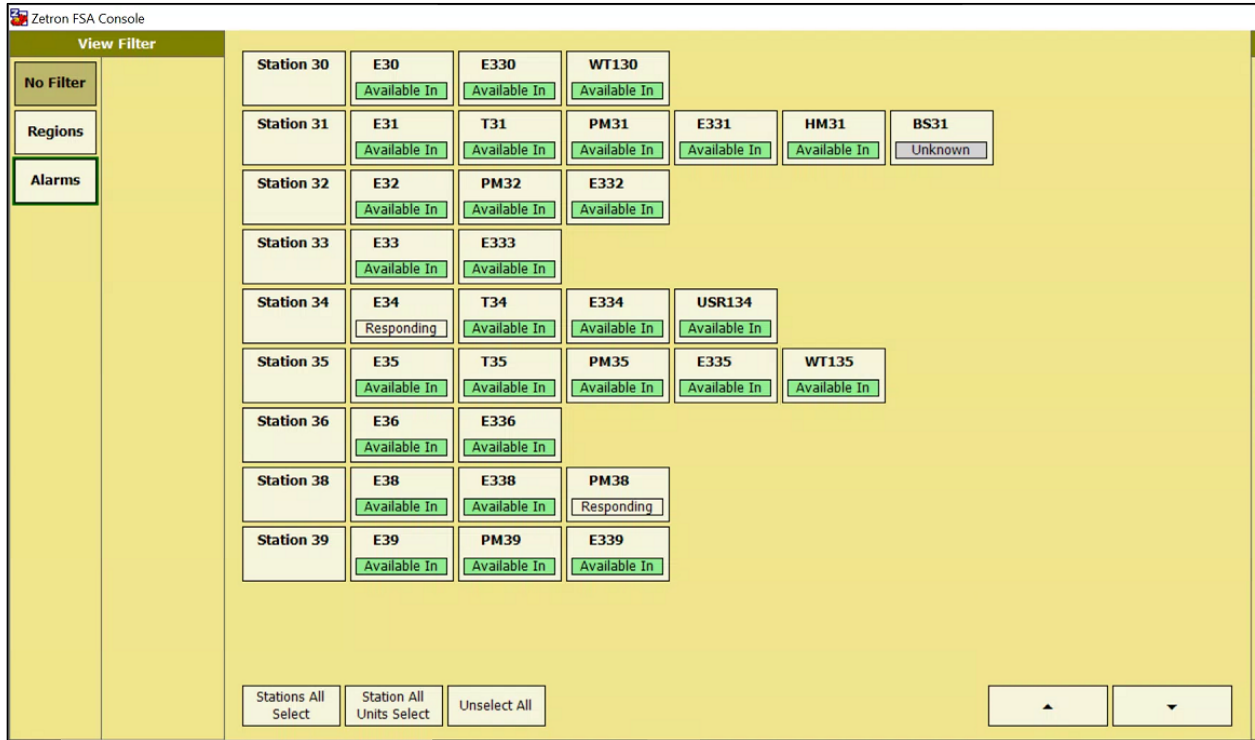 Zetron FSA Console
View Filter
No Filter
Regions
Alarms
Station 30 E30 E330 WT130
Available In Available In Available In
Station 31 E31 T31 PM31 E331 HM31 BS31
Available In Available In Available In Available In Available In Unknown
Station 32 E32 PM32 E332
Available In Available In Available In
Station 33 E33 E333
Available In Available In
Station 34 E34 T34 E334 USR134
Responding Available In Available In Available In
Station 35 E35 T35 PM35 E335 WT135
Available In Available In Available In Available In Available In
Station 36 E36 E336
Available In Available In
Station 38 E38 E338 PM38
Available In Available In Responding
Station 39 E39 PM39 E339
Available In Available In Available In
Stations All
Select
Station All
Units Select
Unselect All